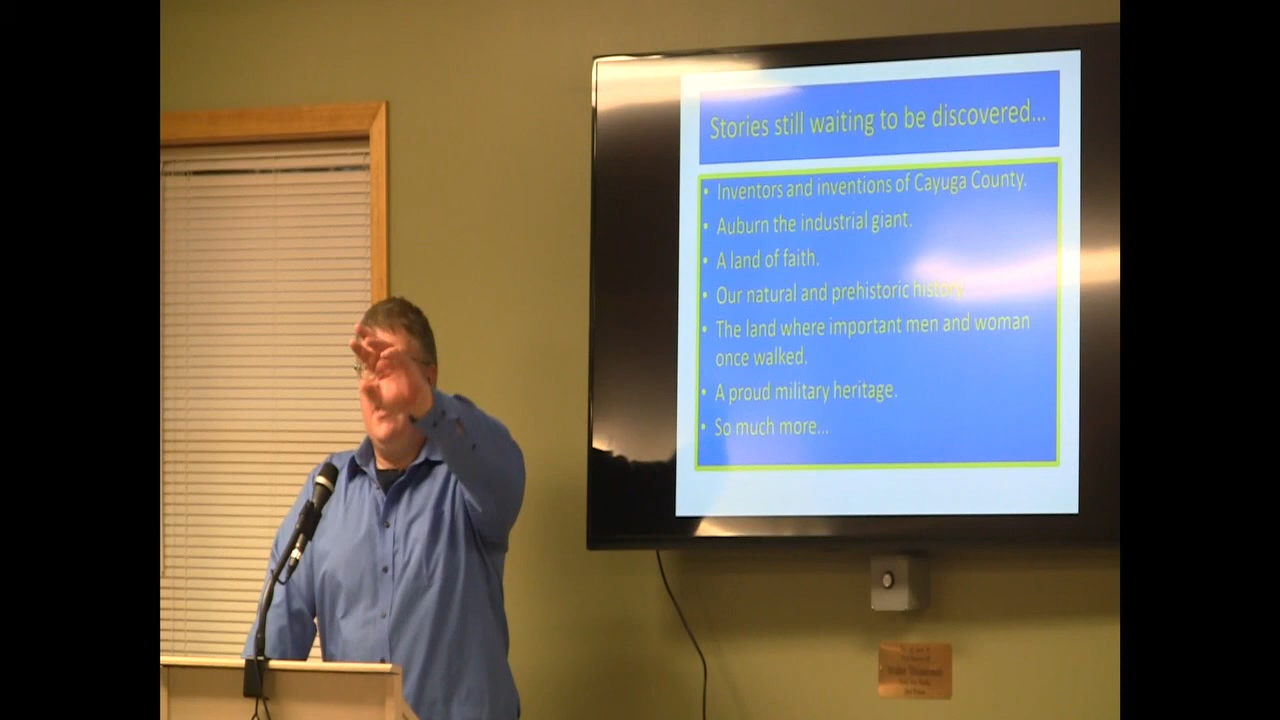 Stories still waiting to be discovered...
• Inventors and inventions of Cayuga County.
• Auburn the industrial giant.
• A land of faith.
• Our natural and prehistoric history.
• The land where important men and woman
once walked.
• A proud military heritage.
• So much more...